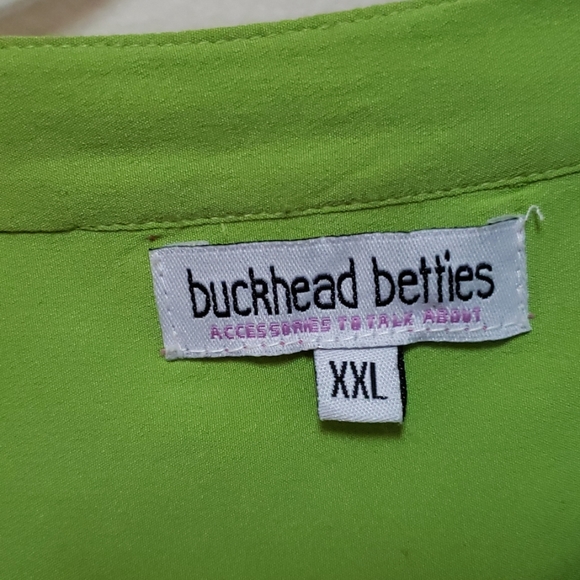 buckhead betties
ACCESSORIES TO TALK ABOUT
XXL